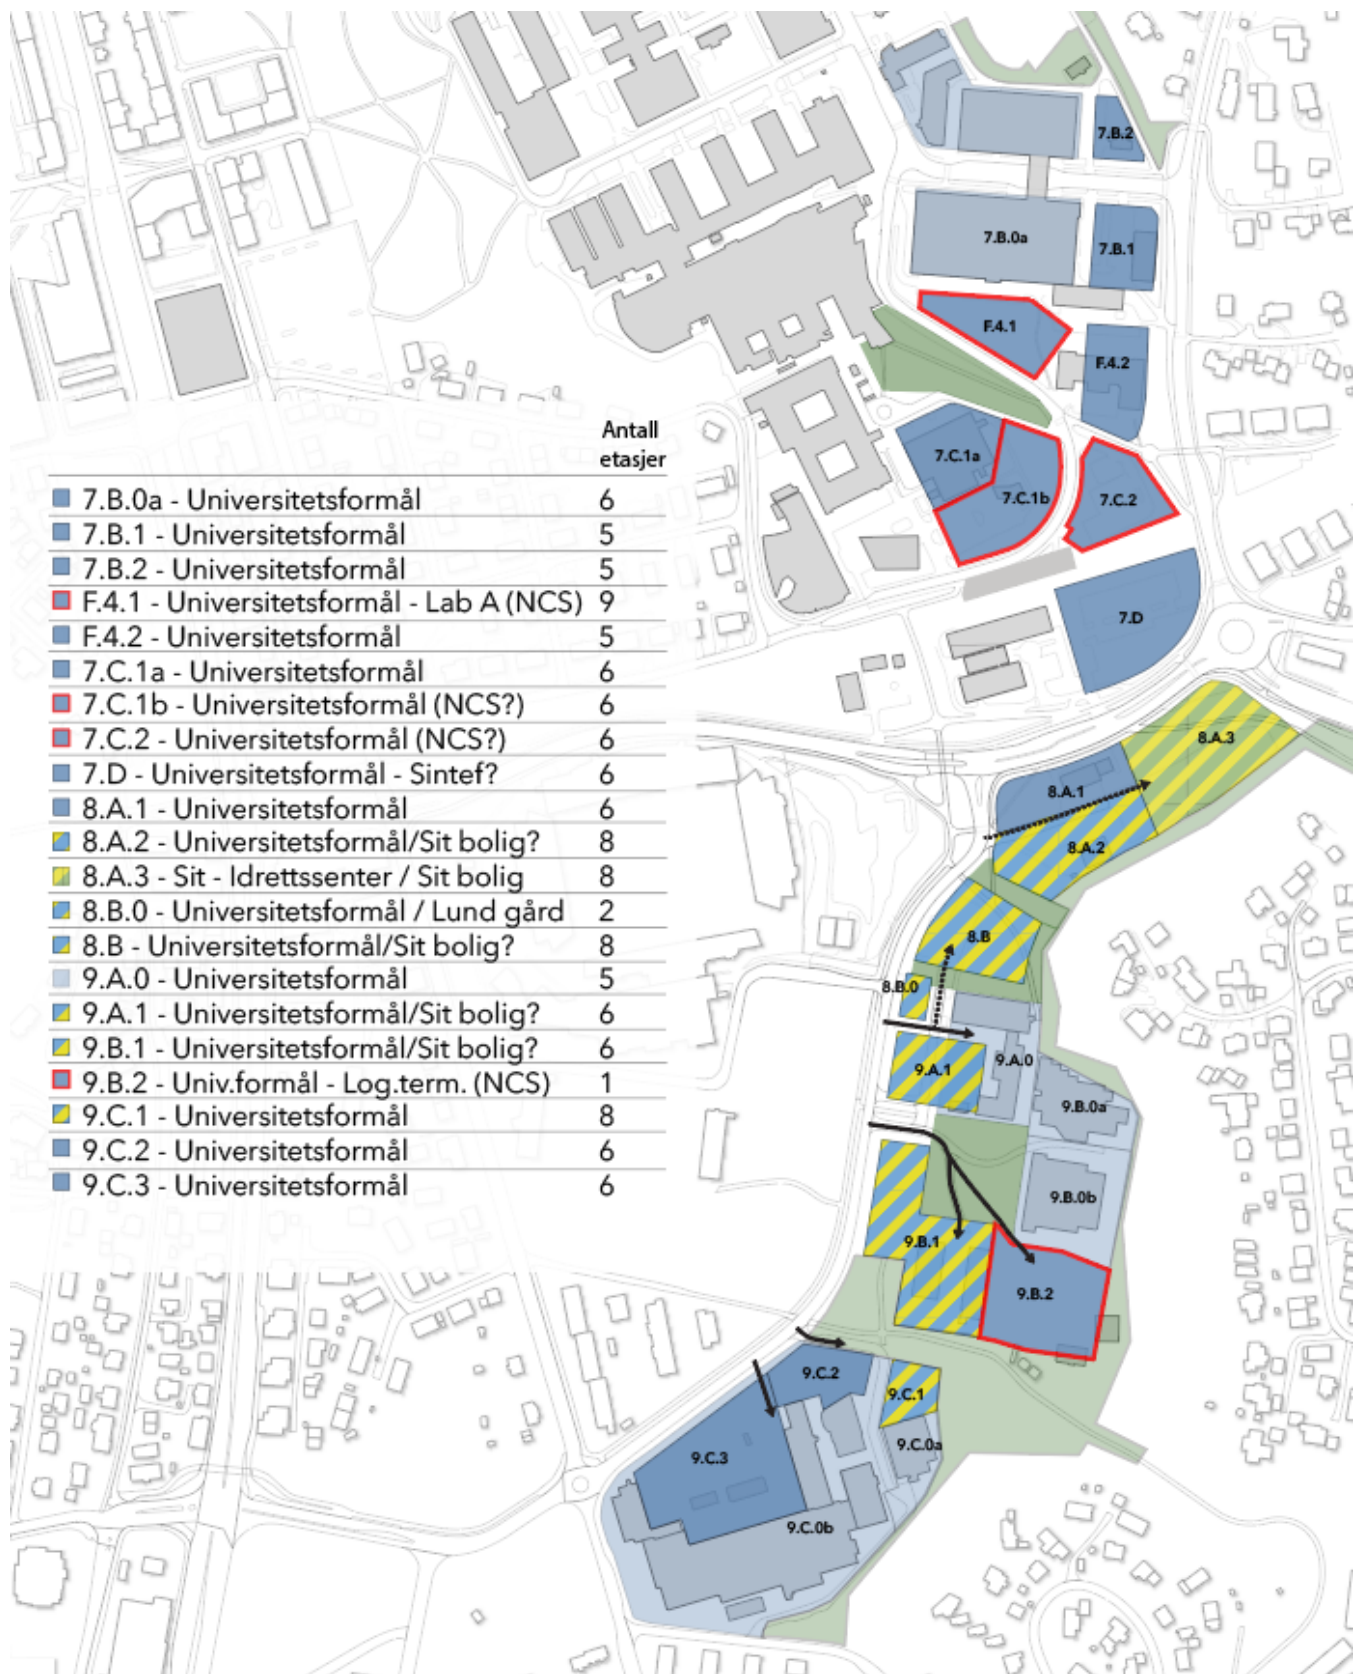 Antall
etasjer
7.B.0a - Universitetsformål 6
7.B.1 - Universitetsformål 5
7.B.2 - Universitetsformål 5
F.4.1 - Universitetsformål - Lab A (NCS) 9
F.4.2 - Universitetsformål 5
7.C.1a - Universitetsformål 6
7.C.1b - Universitetsformål (NCS?) 6
7.C.2 - Universitetsformål (NCS?) 6
7.D - Universitetsformål - Sintef? 6
8.A.1 - Universitetsformål 6
8.A.2 - Universitetsformål/Sit bolig? 8
8.A.3 - Sit - Idrettssenter / Sit bolig 8
8.B.0 - Universitetsformål / Lund gård 2
8.B - Universitetsformål/Sit bolig? 8
9.A.0 - Universitetsformål 5
9.A.1 - Universitetsformål/Sit bolig? 6
9.B.1 - Universitetsformål/Sit bolig? 6
9.B.2 - Univ.formål - Log.term. (NCS) 1
9.C.1 - Universitetsformål 8
9.C.2 - Universitetsformål 6
9.C.3 - Universitetsformål 6
7.B.2
7.B.0a
7.B.1
F.4.1
F.4.2
7.C.1a
7.C.1b
7.C.2
7.D
8.A.3
8.A.1
8.A.2
8.B
8.B.0
9.A.0
9.A.1
9.B.0a
9.B.0b
9.B.1
9.B.2
9.C.2
9.C.1
9.C.0a
9.C.3
9.C.0b